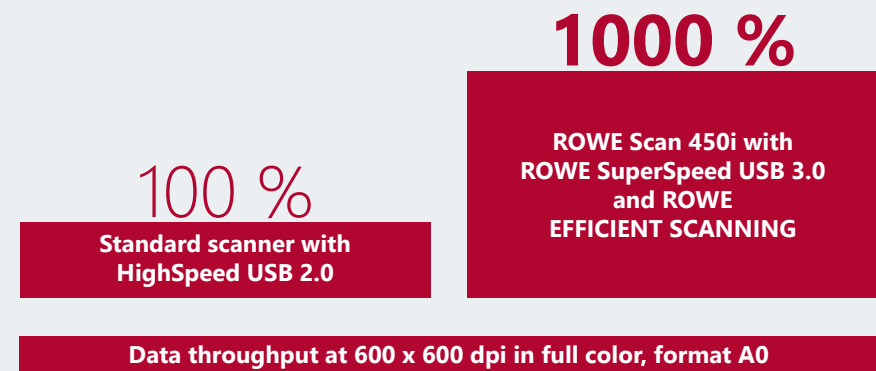 1000 %
ROWE Scan 450i with
ROWE SuperSpeed USB 3.0
and ROWE
EFFICIENT SCANNING
100 %
Standard scanner with
HighSpeed USB 2.0
Data throughput at 600 x 600 dpi in full color, format A0